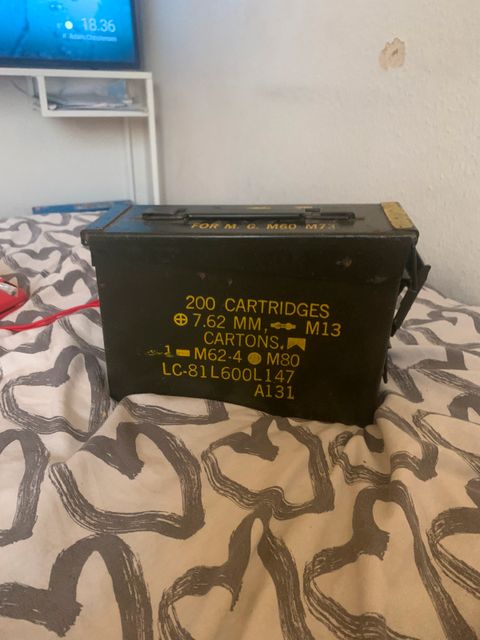 18.36
FOR M. G. M60 M73
200 CARTRIDGES
7.62 MM, M13
CARTONS,
1 M62-4 M80
LC-81L600L147
A131